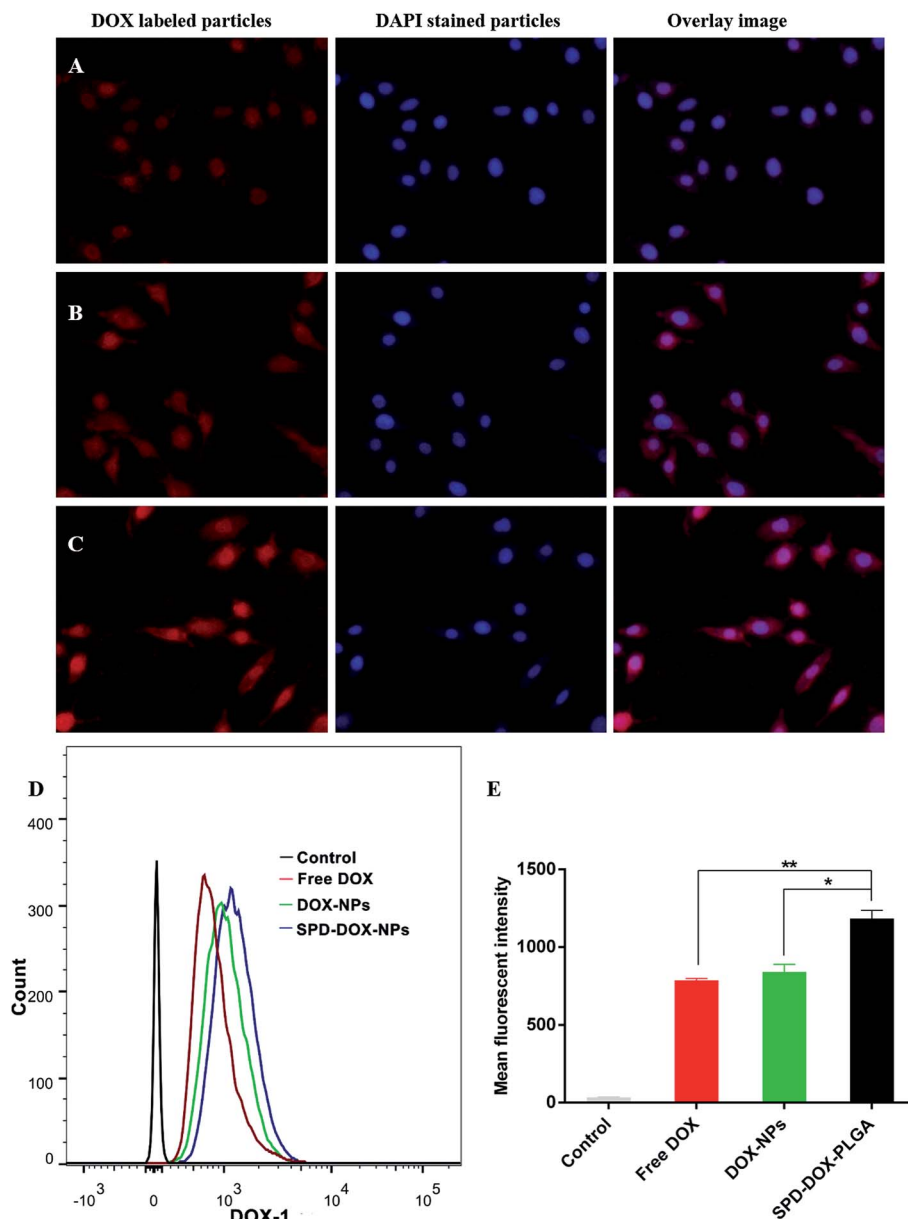 DOX labeled particles DAPI stained particles Overlay image
A
B
C
D
400
300
200
100
0
Count
Control
Free DOX
DOX-NPs
SPD-DOX-NPs
-10³ 0 10³ 10⁴ 10⁵
DOX-1
E
1500
1000
500
0
Mean fluorescent intensity
**
*
Control
Free DOX
DOX-NPs
SPD-DOX-PLGA